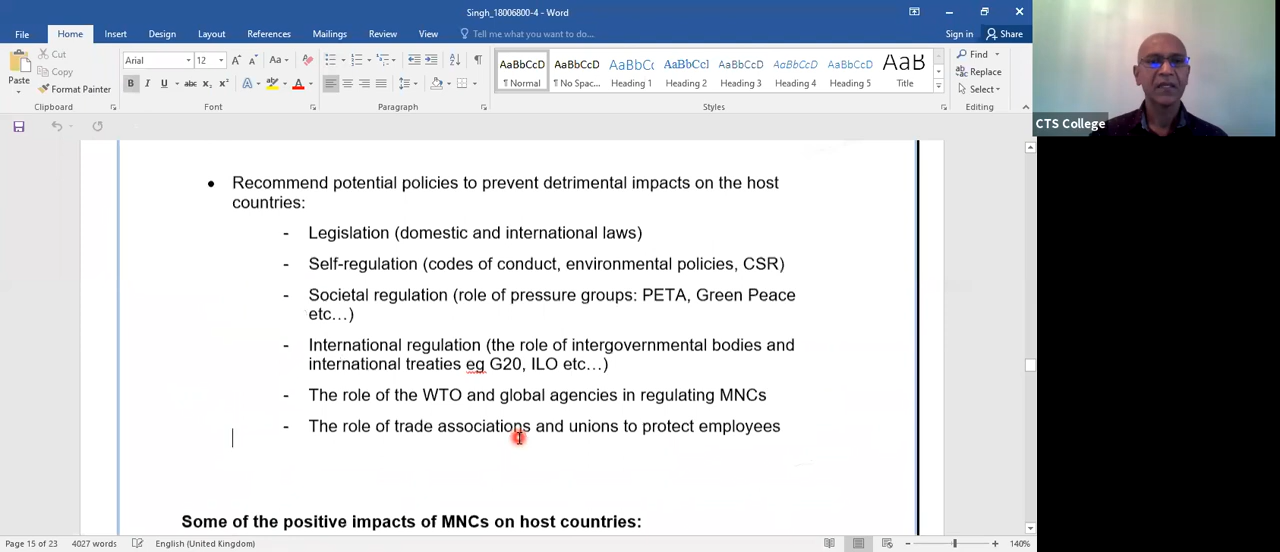 Singh_18006800-4 - Word
File Home Insert Design Layout References Mailings Review View Tell me what you want to do... Sign in Share
Paste
Cut
Copy
Format Painter
Arial 12
B I U abc X₂ X²
Aa
AaBbCcD AaBbCcD AaBbCc AaBbCcI AaBbCcD AaBbCcD AaBbCcD AaB
¶ Normal ¶ No Spac... Heading 1 Heading 2 Heading 3 Heading 4 Heading 5 Title
Find
Replace
Select
Clipboard Font Paragraph Styles Editing
CTS College
• Recommend potential policies to prevent detrimental impacts on the host
countries:
- Legislation (domestic and international laws)
- Self-regulation (codes of conduct, environmental policies, CSR)
- Societal regulation (role of pressure groups: PETA, Green Peace
etc…)
- International regulation (the role of intergovernmental bodies and
international treaties eg G20, ILO etc…)
- The role of the WTO and global agencies in regulating MNCs
- The role of trade associations and unions to protect employees
Some of the positive impacts of MNCs on host countries:
Page 15 of 23 4027 words English (United Kingdom) 140%